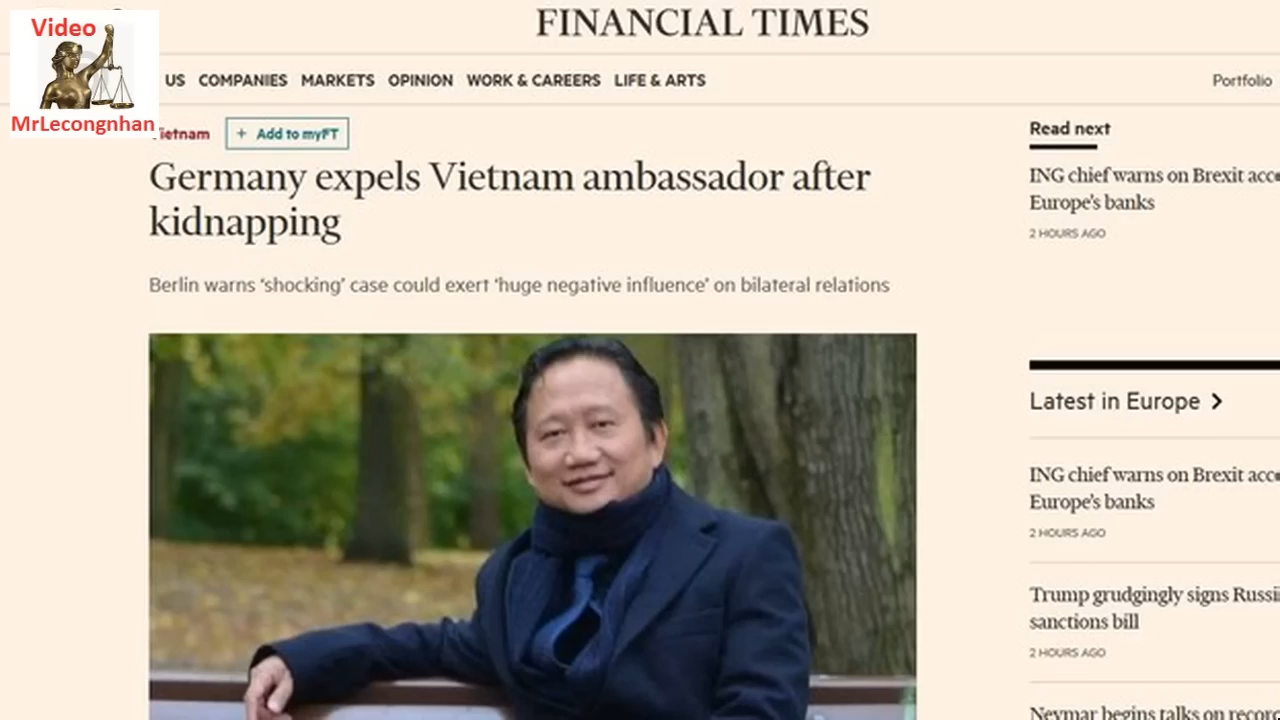 Video
MrLecongnhan
FINANCIAL TIMES
US COMPANIES MARKETS OPINION WORK & CAREERS LIFE & ARTS
Portfolio
ietnam
+ Add to myFT
Germany expels Vietnam ambassador after
kidnapping
Berlin warns ‘shocking’ case could exert ‘huge negative influence’ on bilateral relations
Read next
ING chief warns on Brexit
Europe’s banks
2 HOURS AGO
Latest in Europe
ING chief warns on Brexit
Europe’s banks
2 HOURS AGO
Trump grudgingly signs
sanctions bill
2 HOURS AGO
Neymar begins talks on